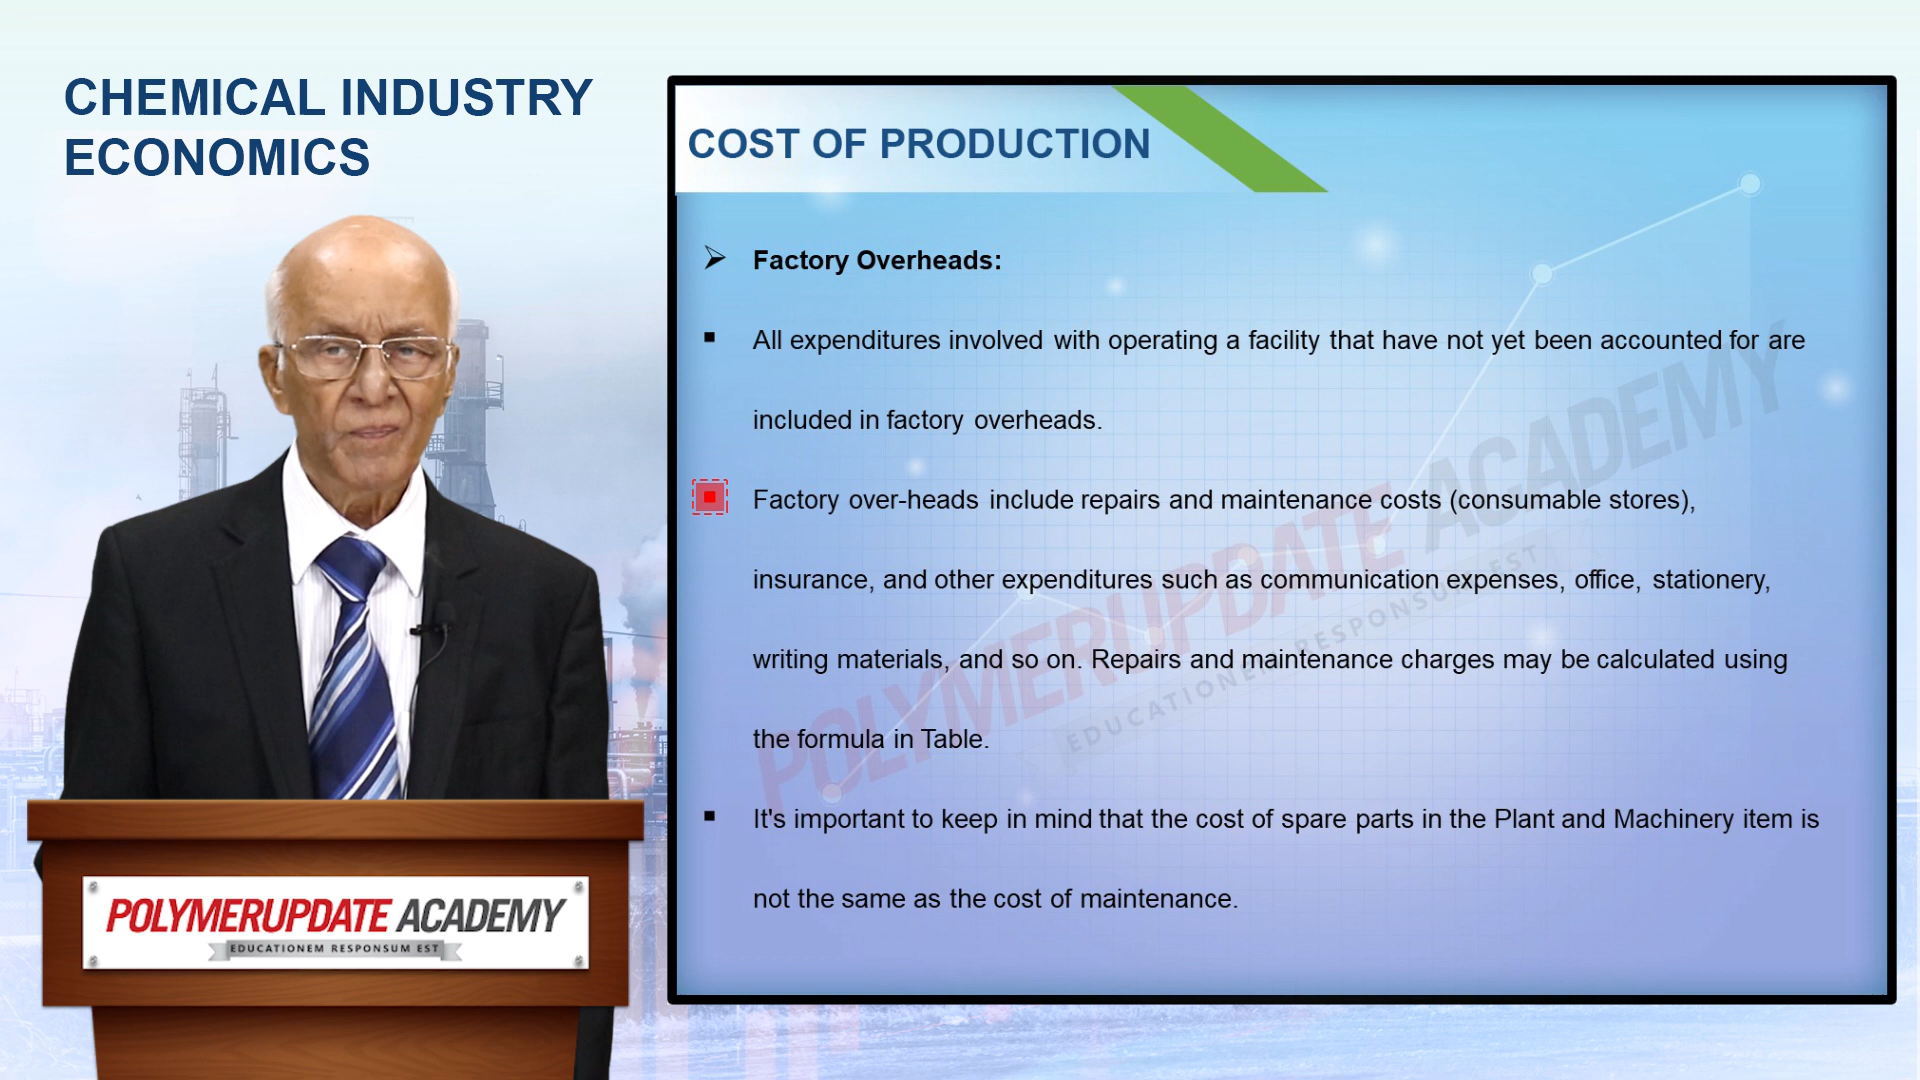 CHEMICAL INDUSTRY
ECONOMICS
COST OF PRODUCTION
Factory Overheads:
All expenditures involved with operating a facility that have not yet been accounted for are
included in factory overheads.
Factory over-heads include repairs and maintenance costs (consumable stores),
insurance, and other expenditures such as communication expenses, office, stationery,
writing materials, and so on. Repairs and maintenance charges may be calculated using
the formula in Table.
It's important to keep in mind that the cost of spare parts in the Plant and Machinery item is
not the same as the cost of maintenance.
POLYMERUPDATE ACADEMY
EDUCATIONEM RESPONSUM EST
POLYMERUPDATE ACADEMY
EDUCATIONEM RESPONSUM EST